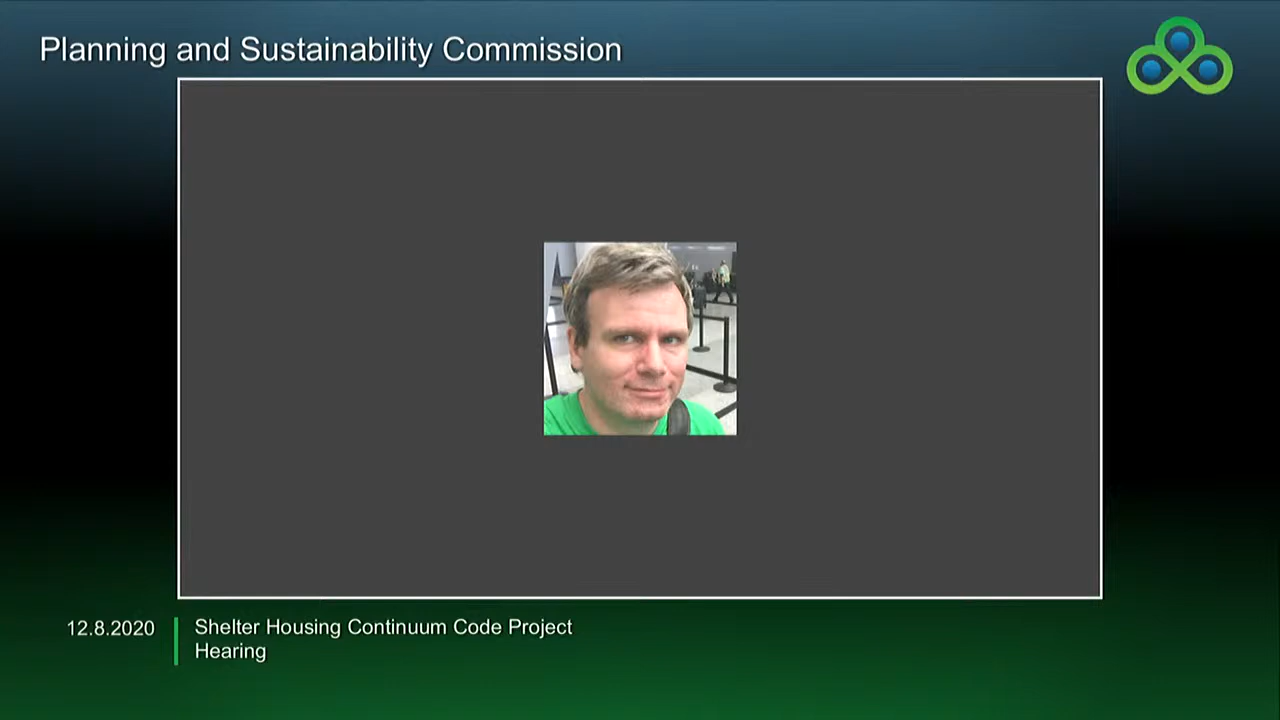 Planning and Sustainability Commission
12.8.2020
Shelter Housing Continuum Code Project
Hearing